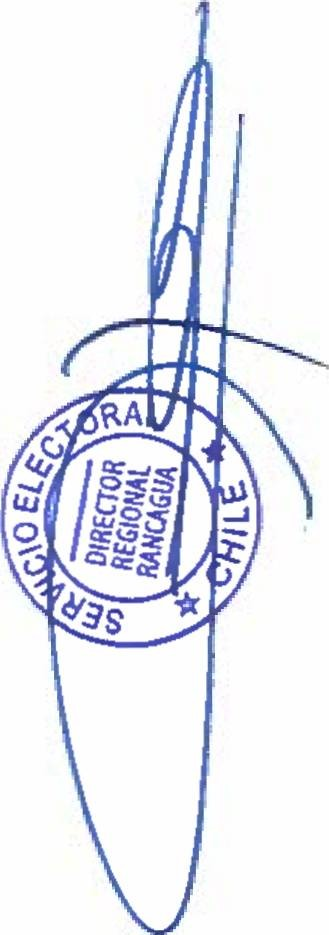 SERVICIO ELECTORAL
★ CHILE ★
DIRECTOR
REGIONAL
RANCAGUA